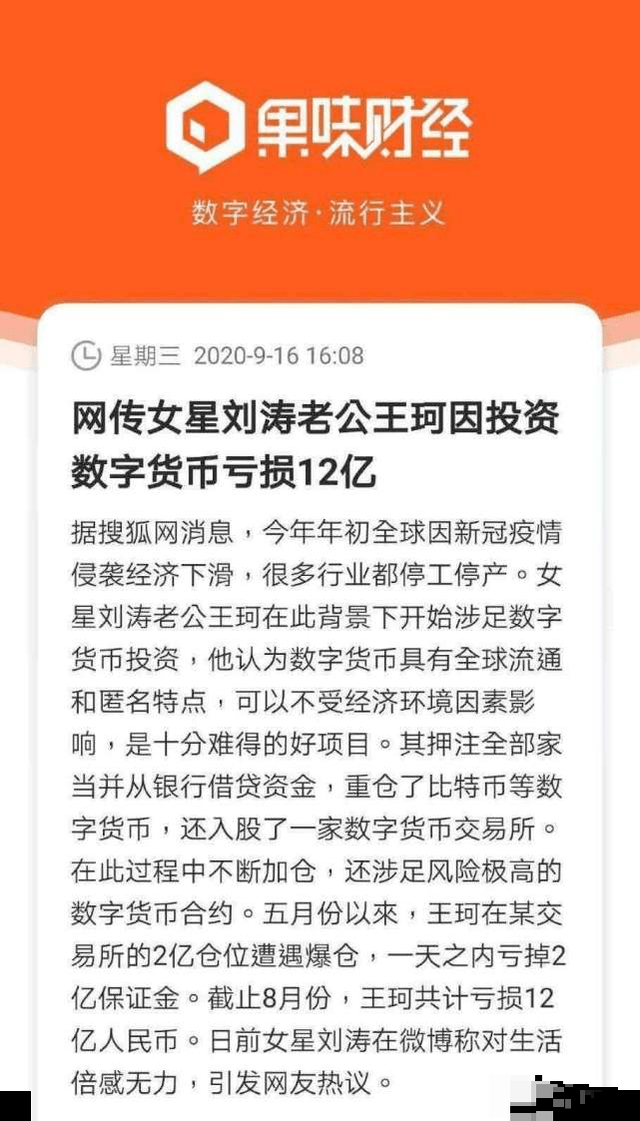 果味财经
数字经济·流行主义
星期三 2020-9-16 16:08
网传女星刘涛老公王珂因投资
数字货币亏损12亿
据搜狐网消息，今年年初全球因新冠疫情
侵袭经济下滑，很多行业都停工停产。女
星刘涛老公王珂在此背景下开始涉足数字
货币投资，他认为数字货币具有全球流通
和匿名特点，可以不受经济环境因素影
响，是十分难得的好项目。其押注全部家
当并从银行借贷资金，重仓了比特币等数
字货币，还入股了一家数字货币交易所。
在此过程中不断加仓，还涉足风险极高的
数字货币合约。五月份以來，王珂在某交
易所的2亿仓位遭遇爆仓，一天之内亏掉2
亿保证金。截止8月份，王珂共计亏损12
亿人民币。日前女星刘涛在微博称对生活
倍感无力，引发网友热议。